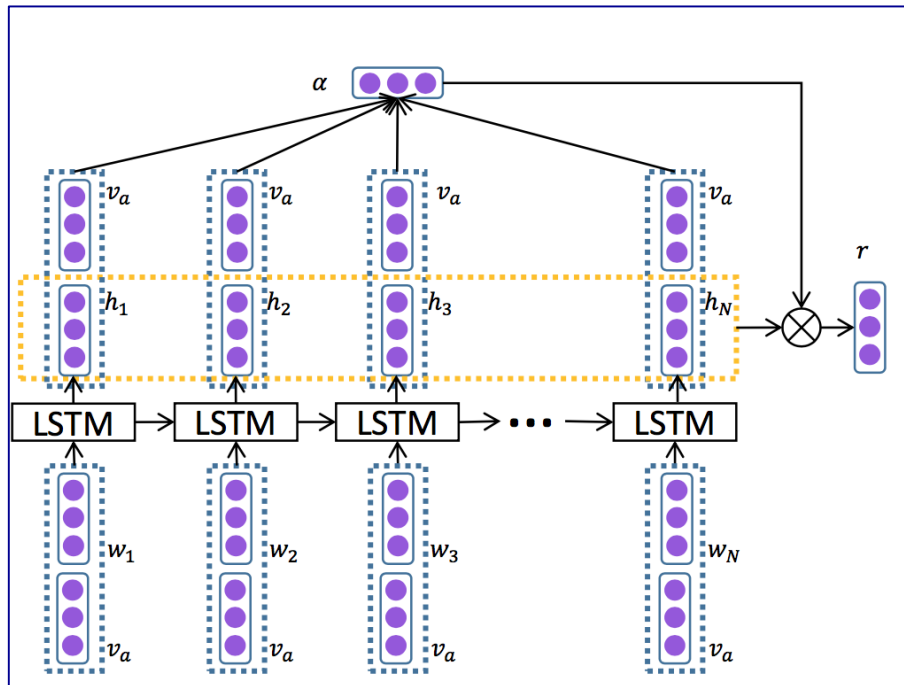 α
v_a v_a v_a v_a
r
h_1 h_2 h_3 h_N
LSTM LSTM LSTM ••• LSTM
w_1 w_2 w_3 w_N
v_a v_a v_a v_a